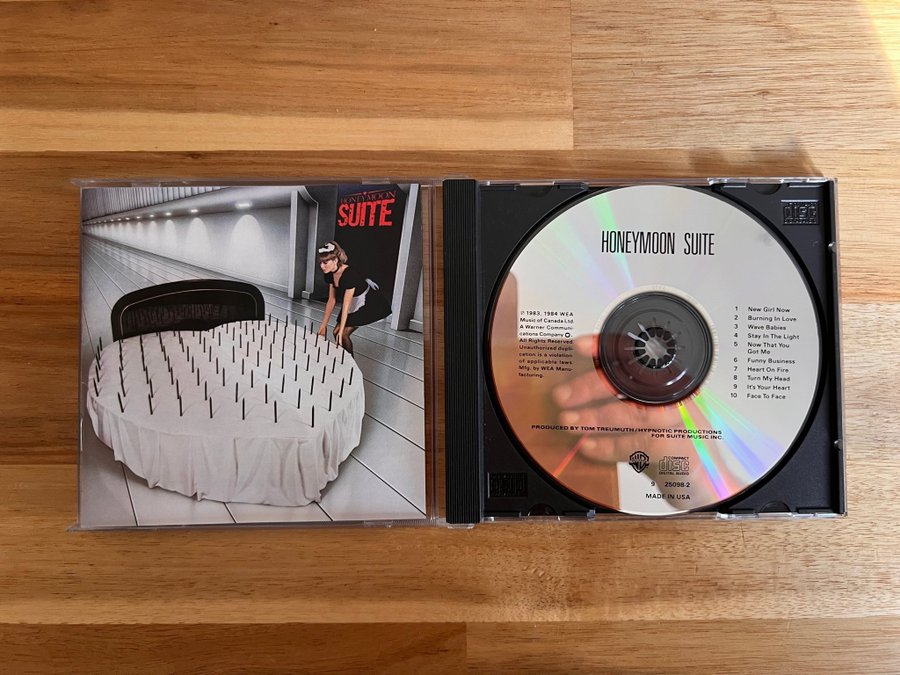 HONEYMOON
SUITE
HONEYMOON SUITE
℗ 1983, 1984 WEA
Music of Canada Ltd.
A Warner Communi-
cations Company
All Rights Reserved.
Unauthorized dupli-
cation is a violation
of applicable laws.
Mfg. by WEA Manu-
facturing.
1 New Girl Now
2 Burning In Love
3 Wave Babies
4 Stay In The Light
5 Now That You
Got Me
6 Funny Business
7 Heart On Fire
8 Turn My Head
9 It's Your Heart
10 Face To Face
PRODUCED BY TOM TREUMUTH/HYPNOTIC PRODUCTIONS
FOR SUITE MUSIC INC.
COMPACT
disc
DIGITAL AUDIO
9 25098-2
MADE IN USA
disc